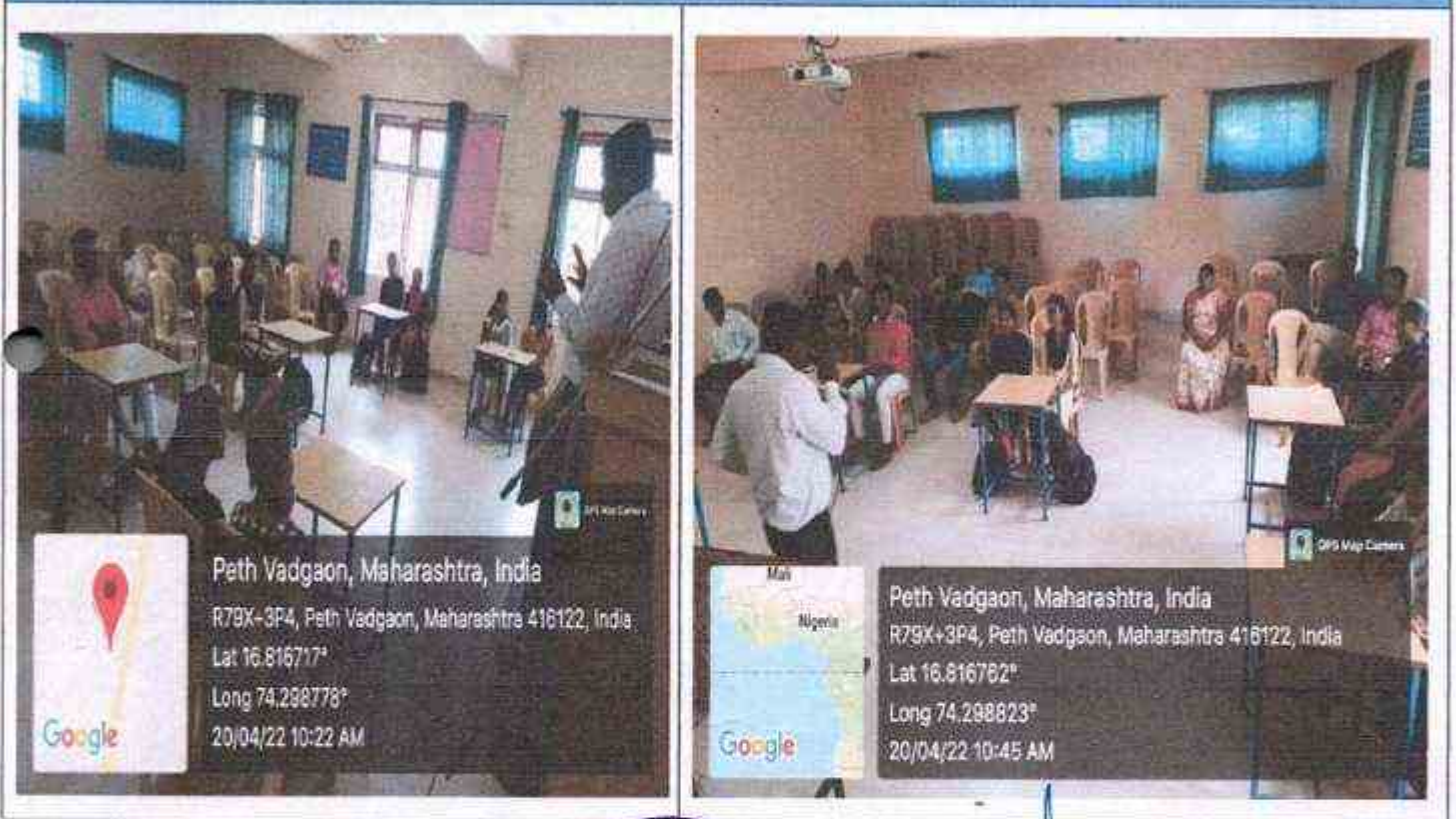 GPS Map Camera
Peth Vadgaon, Maharashtra, India
R79X+3P4, Peth Vadgaon, Maharashtra 416122, India
Lat 16.816717°
Long 74.298778°
20/04/22 10:22 AM
Google
GPS Map Camera
Mali
Nigeria
Google
Peth Vadgaon, Maharashtra, India
R79X+3P4, Peth Vadgaon, Maharashtra 416122, India
Lat 16.816762°
Long 74.298823°
20/04/22 10:45 AM